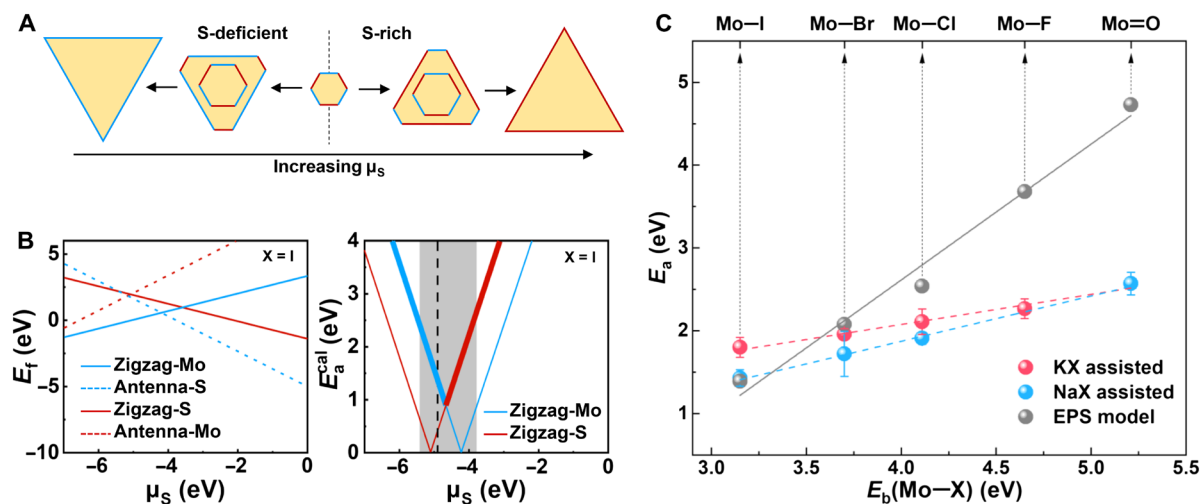 A
S-deficient
S-rich
Increasing μS
B
5
0
−5
−10
Ef (eV)
X = I
Zigzag-Mo
Antenna-S
Zigzag-S
Antenna-Mo
−6
−4
−2
0
μS (eV)
4
3
2
1
0
Eacal (eV)
X = I
Zigzag-Mo
Zigzag-S
−6
−4
−2
0
μS (eV)
C
Mo—I
Mo—Br
Mo—Cl
Mo—F
Mo=O
5
4
3
2
1
Ea (eV)
KX assisted
NaX assisted
EPS model
3.0
3.5
4.0
4.5
5.0
5.5
Eb(Mo—X) (eV)